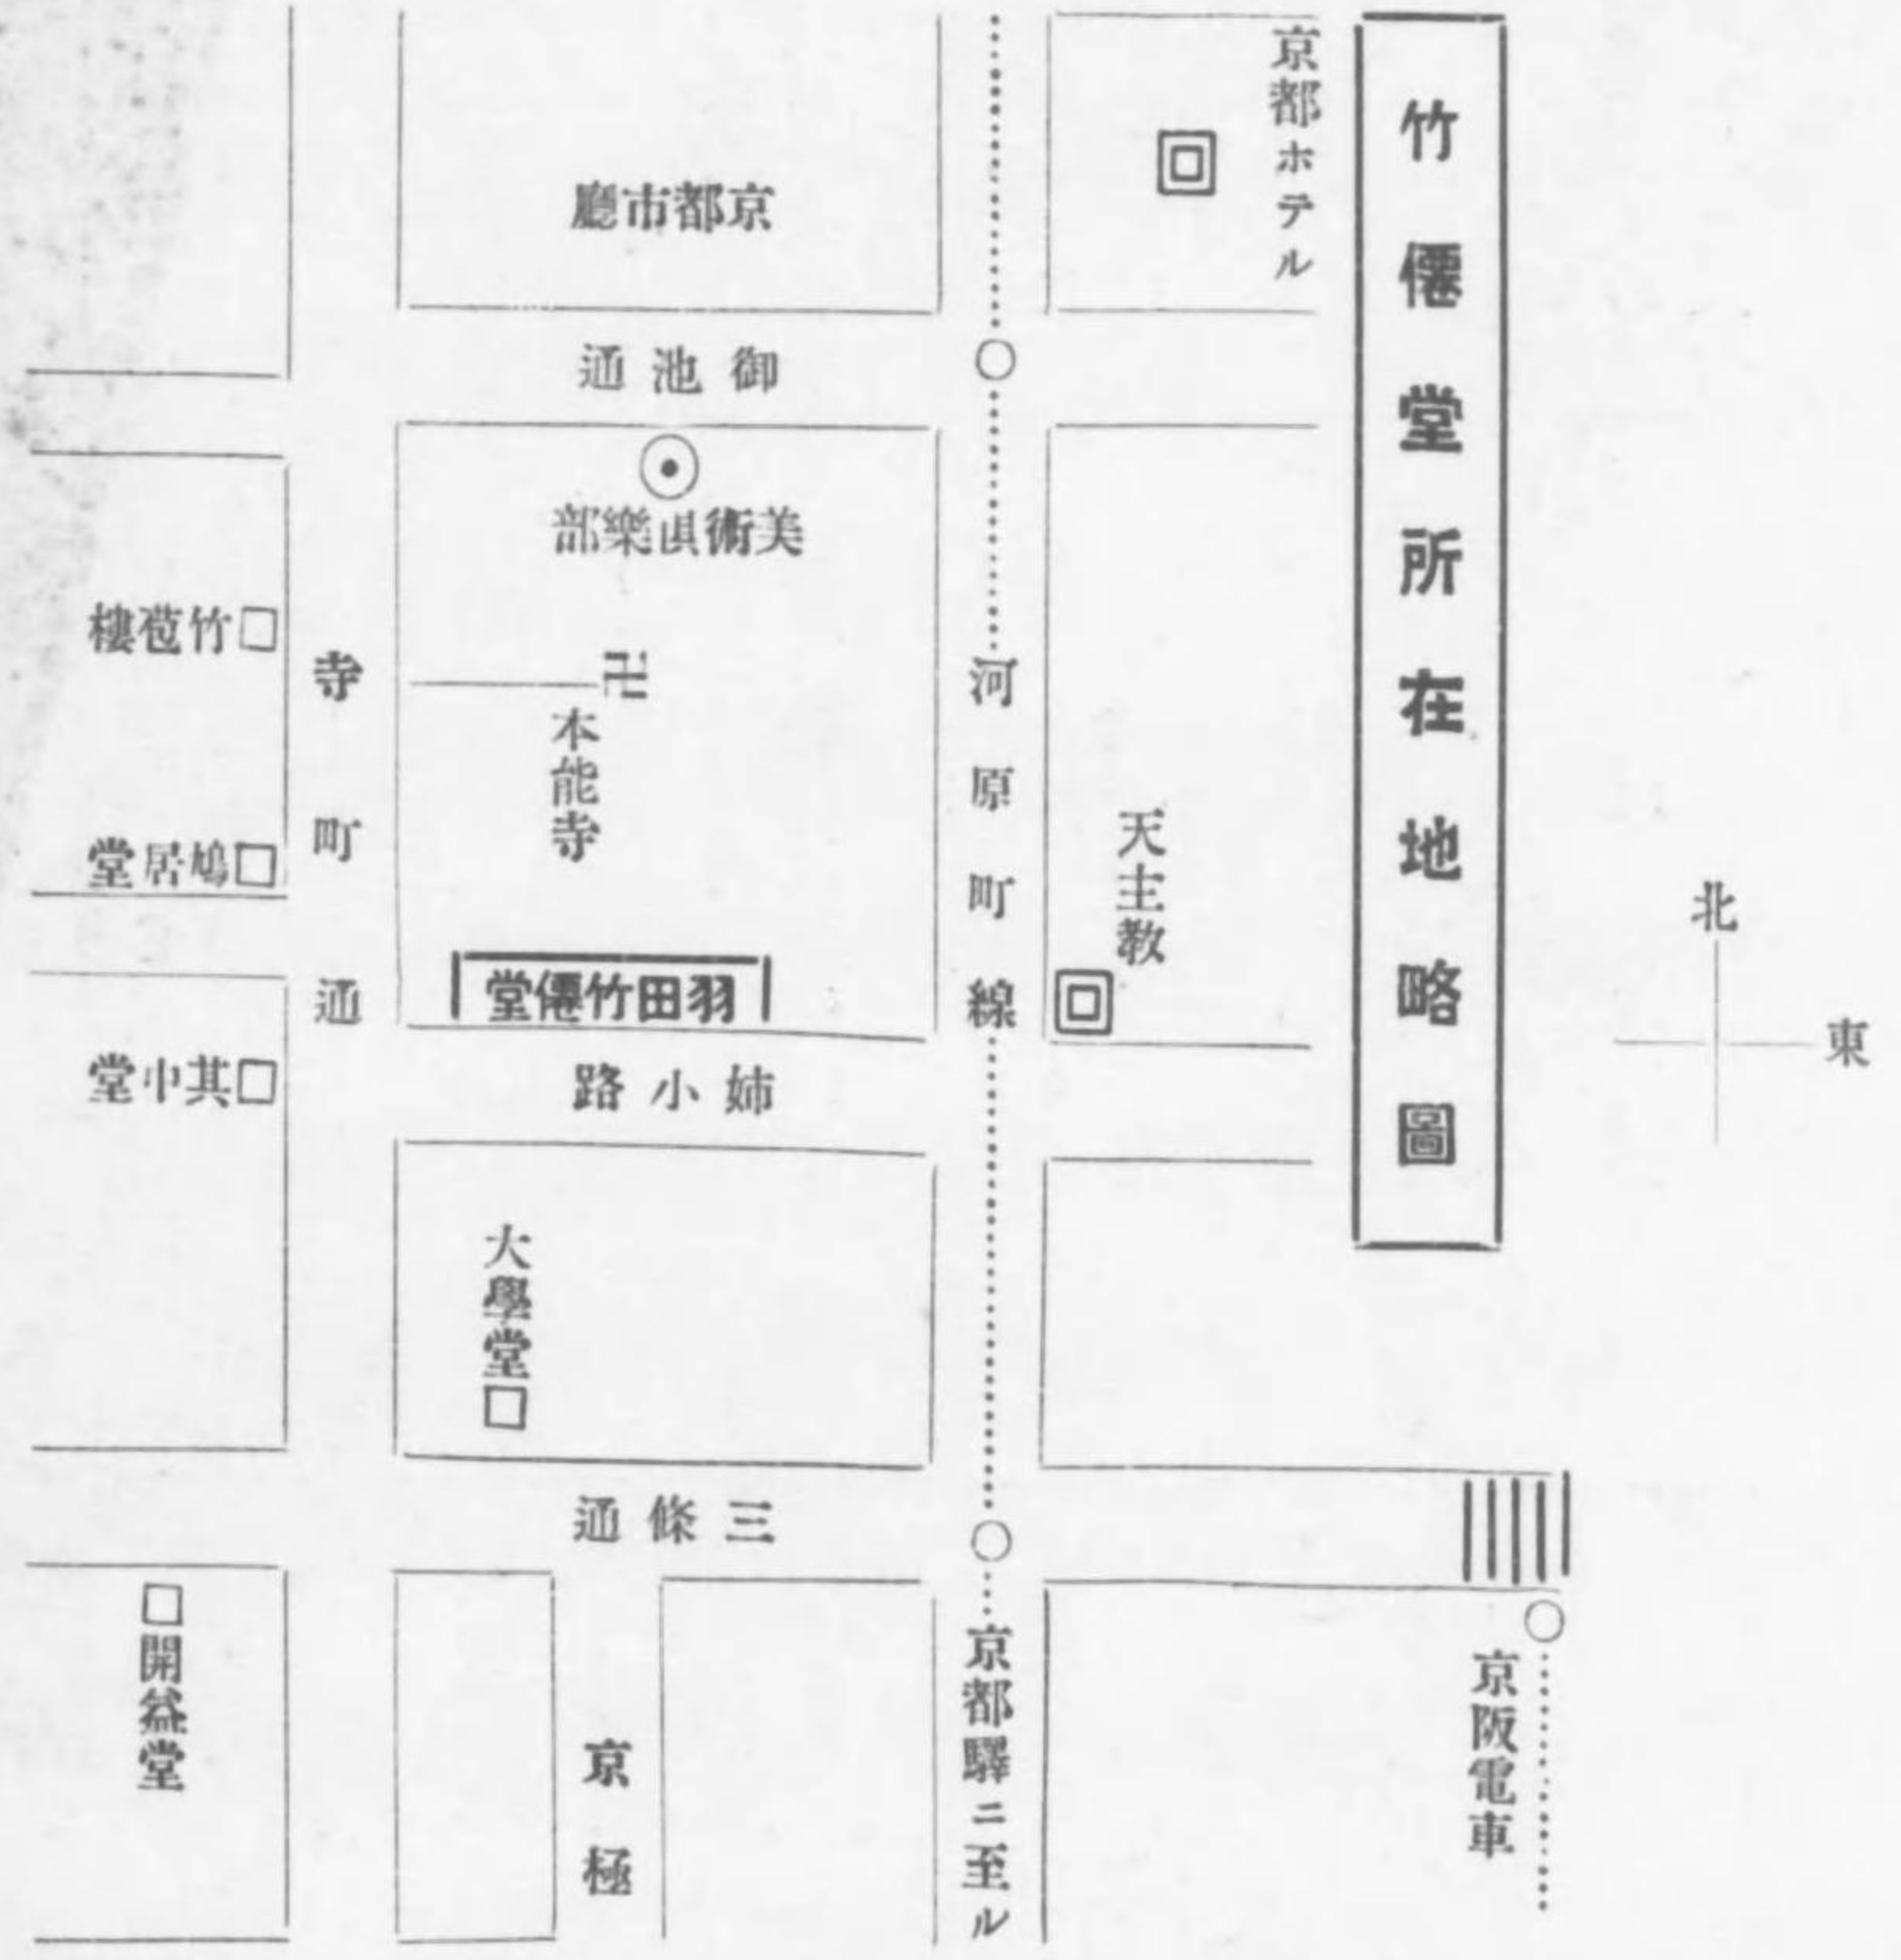 竹僊堂所在地略圖
北
東
京都ホテル
京都市廳
御池通
美術倶樂部
卍
本能寺
竹苞樓
寺町通
鳩居堂
河原町線
天主敎
羽田竹僊堂
其中堂
姉小路
大學堂
三條通
開益堂
京極
京都驛ニ至ル
京阪電車